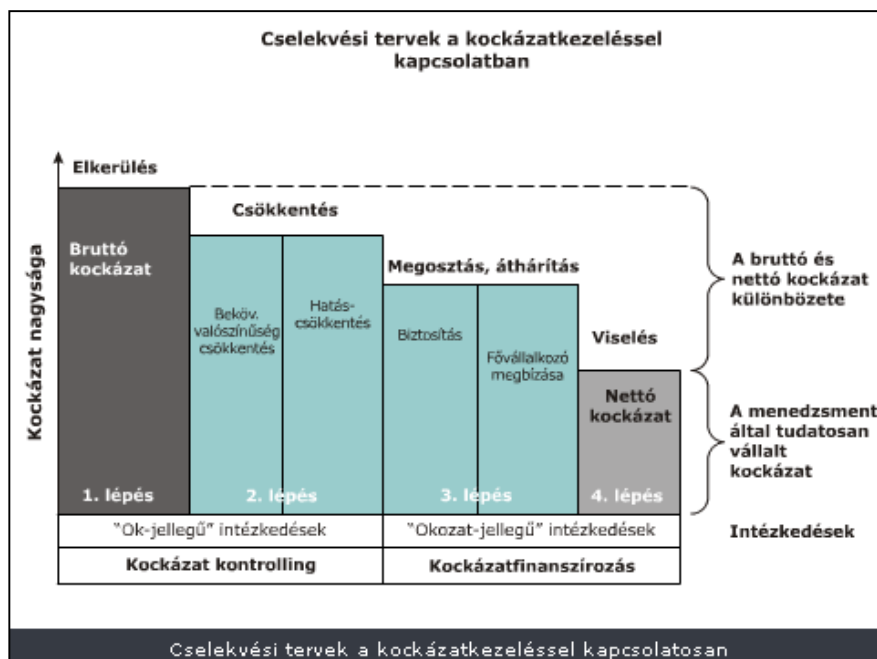 Cselekvési tervek a kockázatkezeléssel
kapcsolatban
Kockázat nagysága
Elkerülés
Bruttó
kockázat
1. lépés
Csökkentés
Beköv.
valószínűség
csökkentés
Hatás-
csökkentés
2. lépés
Megosztás, áthárítás
Biztosítás
Fővállalkozó
megbízása
3. lépés
Viselés
Nettó
kockázat
4. lépés
A bruttó és
nettó kockázat
különbözete
A menedzsment
által tudatosan
vállalt
kockázat
"Ok-jellegű" intézkedések
"Okozat-jellegű" intézkedések
Intézkedések
Kockázat kontrolling
Kockázatfinanszírozás
Cselekvési tervek a kockázatkezeléssel kapcsolatosan